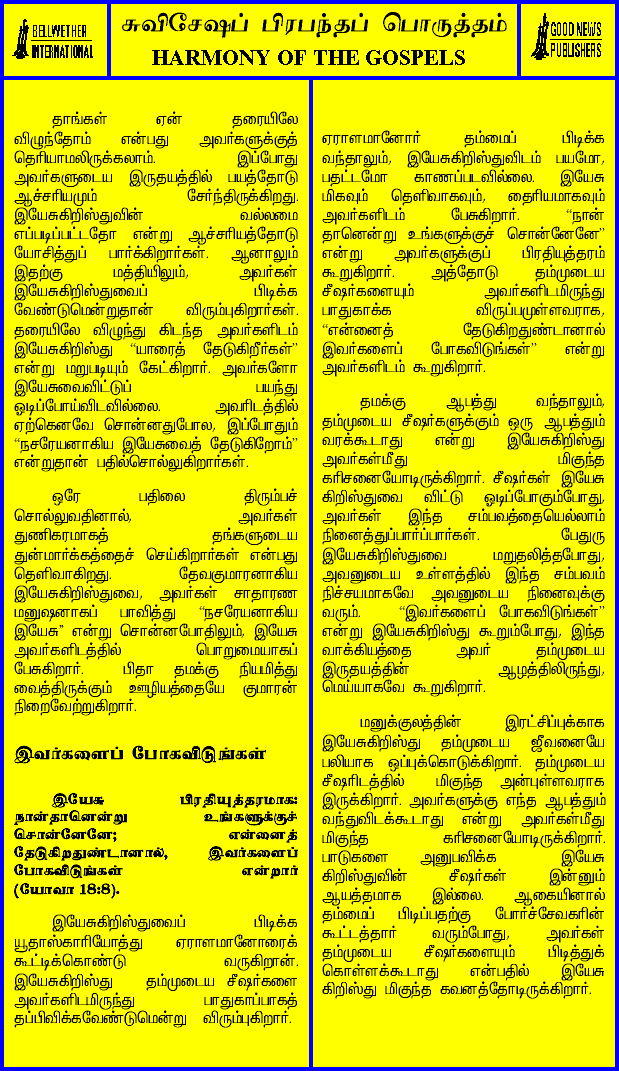 BELLWETHER
INTERNATIONAL
சுவிசேஷப் பிரபந்தப் பொருத்தம்
HARMONY OF THE GOSPELS
GOOD NEWS
PUBLISHERS
தாங்கள் ஏன் தரையிலே
விழுந்தோம் என்பது அவர்களுக்குத்
தெரியாமலிருக்கலாம். இப்போது
அவர்களுடைய இருதயத்தில் பயத்தோடு
ஆச்சரியமும் சேர்ந்திருக்கிறது.
இயேசுகிறிஸ்துவின் வல்லமை
எப்படிப்பட்டதோ என்று ஆச்சரியத்தோடு
யோசித்துப் பார்க்கிறார்கள். ஆனாலும்
இதற்கு மத்தியிலும், அவர்கள்
இயேசுகிறிஸ்துவைப் பிடிக்க
வேண்டுமென்றுதான் விரும்புகிறார்கள்.
தரையிலே விழுந்து கிடந்த அவர்களிடம்
இயேசுகிறிஸ்து “யாரைத் தேடுகிறீர்கள்”
என்று மறுபடியும் கேட்கிறார். அவர்களோ
இயேசுவைவிட்டுப் பயந்து
ஓடிப்போய்விடவில்லை. அவரிடத்தில்
ஏற்கெனவே சொன்னதுபோல, இப்போதும்
“நசரேயனாகிய இயேசுவைத் தேடுகிறோம்”
என்றுதான் பதில்சொல்லுகிறார்கள்.
ஒரே பதிலை திரும்பச்
சொல்லுவதினால், அவர்கள்
துணிகரமாகத் தங்களுடைய
துன்மார்க்கத்தைச் செய்கிறார்கள் என்பது
தெளிவாகிறது. தேவகுமாரனாகிய
இயேசுகிறிஸ்துவை, அவர்கள் சாதாரண
மனுஷனாகப் பாவித்து “நசரேயனாகிய
இயேசு” என்று சொன்னபோதிலும், இயேசு
அவர்களிடத்தில் பொறுமையாகப்
பேசுகிறார். பிதா தமக்கு நியமித்து
வைத்திருக்கும் ஊழியத்தையே குமாரன்
நிறைவேற்றுகிறார்.
இவர்களைப் போகவிடுங்கள்
இயேசு பிரதியுத்தரமாக:
நான்தானென்று உங்களுக்குச்
சொன்னேனே; என்னைத்
தேடுகிறதுண்டானால், இவர்களைப்
போகவிடுங்கள் என்றார்
(யோவா 18:8).
இயேசுகிறிஸ்துவைப் பிடிக்க
யூதாஸ்காரியோத்து ஏராளமானோரைக்
கூட்டிக்கொண்டு வருகிறான்.
இயேசுகிறிஸ்து தம்முடைய சீஷர்களை
அவர்களிடமிருந்து பாதுகாப்பாகத்
தப்பிவிக்கவேண்டுமென்று விரும்புகிறார்.
ஏராளமானோர் தம்மைப் பிடிக்க
வந்தாலும், இயேசுகிறிஸ்துவிடம் பயமோ,
பதட்டமோ காணப்படவில்லை. இயேசு
மிகவும் தெளிவாகவும், தைரியமாகவும்
அவர்களிடம் பேசுகிறார். “நான்
தானென்று உங்களுக்குச் சொன்னேனே”
என்று அவர்களுக்குப் பிரதியுத்தரம்
கூறுகிறார். அத்தோடு தம்முடைய
சீஷர்களையும் அவர்களிடமிருந்து
பாதுகாக்க விருப்பமுள்ளவராக,
“என்னைத் தேடுகிறதுண்டானால்
இவர்களைப் போகவிடுங்கள்” என்று
அவர்களிடம் கூறுகிறார்.
தமக்கு ஆபத்து வந்தாலும்,
தம்முடைய சீஷர்களுக்கும் ஒரு ஆபத்தும்
வரக்கூடாது என்று இயேசுகிறிஸ்து
அவர்கள்மீது மிகுந்த
கரிசனையோடிருக்கிறார். சீஷர்கள் இயேசு
கிறிஸ்துவை விட்டு ஓடிப்போகும்போது,
அவர்கள் இந்த சம்பவத்தையெல்லாம்
நினைத்துப்பார்ப்பார்கள். பேதுரு
இயேசுகிறிஸ்துவை மறுதலித்தபோது,
அவனுடைய உள்ளத்தில் இந்த சம்பவம்
நிச்சயமாகவே அவனுடைய நினைவுக்கு
வரும். “இவர்களைப் போகவிடுங்கள்”
என்று இயேசுகிறிஸ்து கூறும்போது, இந்த
வாக்கியத்தை அவர் தம்முடைய
இருதயத்தின் ஆழத்திலிருந்து,
மெய்யாகவே கூறுகிறார்.
மனுக்குலத்தின் இரட்சிப்புக்காக
இயேசுகிறிஸ்து தம்முடைய ஜீவனையே
பலியாக ஒப்புக்கொடுக்கிறார். தம்முடைய
சீஷரிடத்தில் மிகுந்த அன்புள்ளவராக
இருக்கிறார். அவர்களுக்கு எந்த ஆபத்தும்
வந்துவிடக்கூடாது என்று அவர்கள்மீது
மிகுந்த கரிசனையோடிருக்கிறார்.
பாடுகளை அனுபவிக்க இயேசு
கிறிஸ்துவின் சீஷர்கள் இன்னும்
ஆயத்தமாக இல்லை. ஆகையினால்
தம்மைப் பிடிப்பதற்கு போர்ச்சேவகரின்
கூட்டத்தார் வரும்போது, அவர்கள்
தம்முடைய சீஷர்களையும் பிடித்துக்
கொள்ளக்கூடாது என்பதில் இயேசு
கிறிஸ்து மிகுந்த கவனத்தோடிருக்கிறார்.